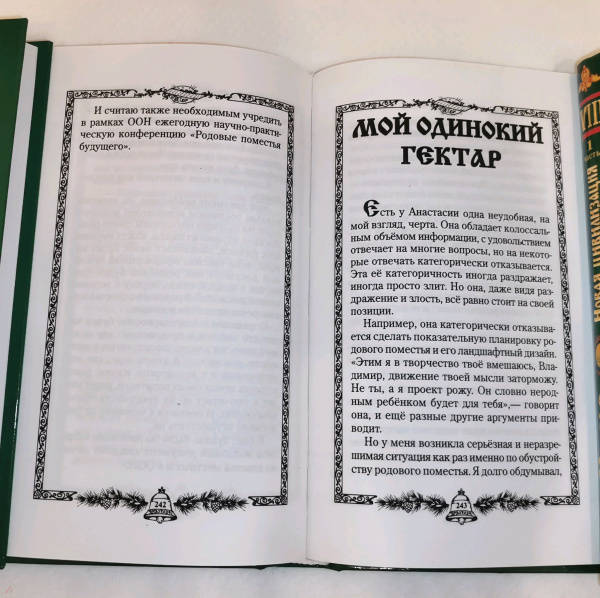 И считаю также необходимым учредить
в рамках ООН ежегодную научно-практи-
ческую конференцию «Родовые поместья
будущего».
242
МОЙ ОДИНОКИЙ
ГЕКТАР
Есть у Анастасии одна неудобная, на
мой взгляд, черта. Она обладает колоссаль-
ным объёмом информации, с удовольствием
отвечает на многие вопросы, но на некото-
рые отвечать категорически отказывается.
Эта её категоричность иногда раздражает,
иногда просто злит. Но она, даже видя раз-
дражение и злость, всё равно стоит на своей
позиции.
Например, она категорически отказыва-
ется сделать показательную планировку ро-
дового поместья и его ландшафтный дизайн.
«Этим я в творчество твоё вмешаюсь, Вла-
димир, движение твоей мысли заторможу.
Не ты, а я проект рожу. Он словно нерод-
ным ребёнком будет для тебя»,— говорит
она, и ещё разные другие аргументы при-
водит.
Но у меня возникла серьёзная и неразре-
шимая ситуация как раз именно по обустрой-
ству родового поместья. Я долго обдумывал,
243
1
Новая цивилизация